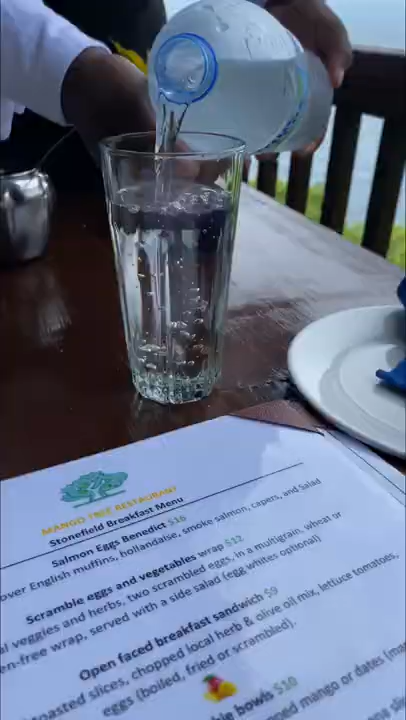 MANGO TREE RESTAURANT
Stonefield Breakfast Menu
Salmon Eggs Benedict $16
over English muffins, hollandaise, smoke salmon, capers, and salad
Scramble eggs and vegetables wrap $12
al veggies and herbs, two scrambled eggs, in a multigrain, wheat or
en-free wrap, served with a side salad (egg whites optional)
Open faced breakfast sandwich $9
oasted slices, chopped local herb & olive oil mix, lettuce tomatoes,
eggs (boiled, fried or scrambled).
bowls $10
seasoned mango or dates (ma